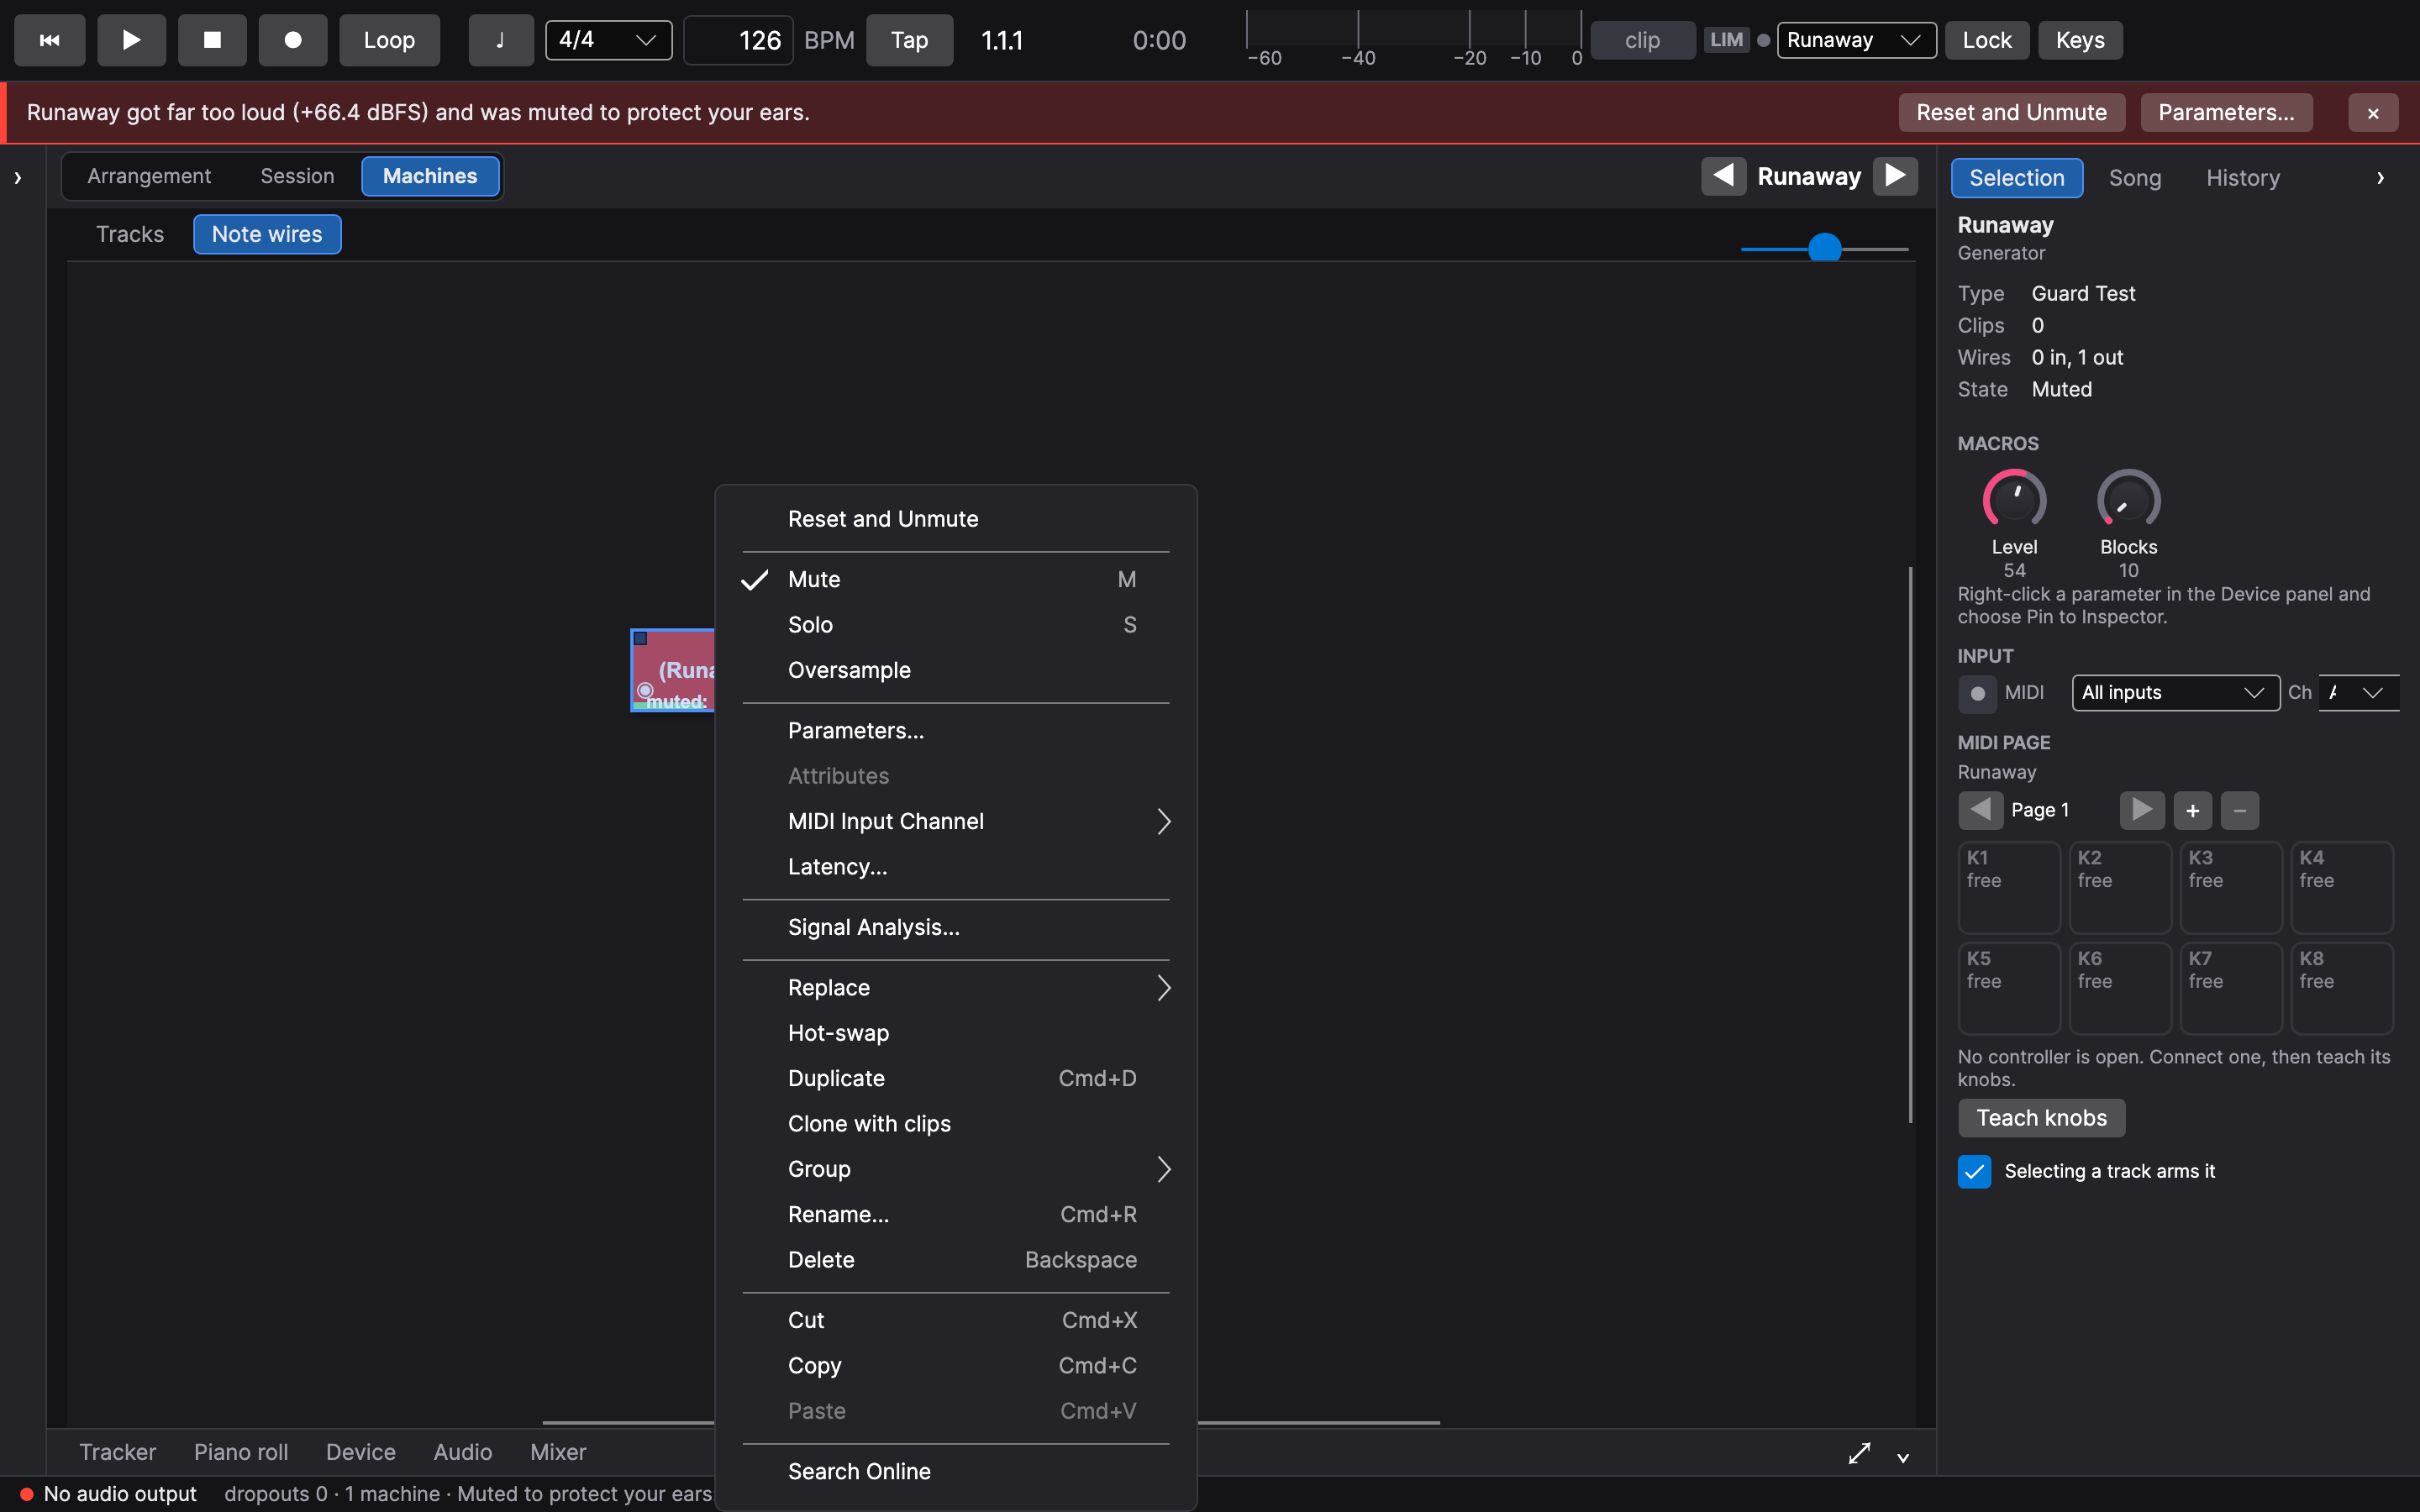 Loop
4/4
126 BPM
Tap
1.1.1
0:00
-60 -40 -20 -10 0
clip
LIM
Runaway
Lock
Keys
Runaway got far too loud (+66.4 dBFS) and was muted to protect your ears.
Reset and Unmute
Parameters...
Arrangement
Session
Machines
Runaway
Selection
Song
History
Tracks
Note wires
Runaway
Generator
Type Guard Test
Clips 0
Wires 0 in, 1 out
State Muted
MACROS
Level
54
Blocks
10
Right-click a parameter in the Device panel and
choose Pin to Inspector.
INPUT
MIDI
All inputs
Ch
MIDI PAGE
Runaway
Page 1
+
−
K1
free
K2
free
K3
free
K4
free
K5
free
K6
free
K7
free
K8
free
No controller is open. Connect one, then teach its
knobs.
Teach knobs
Selecting a track arms it
(Runa
muted:
Reset and Unmute
Mute M
Solo S
Oversample
Parameters...
Attributes
MIDI Input Channel
Latency...
Signal Analysis...
Replace
Hot-swap
Duplicate Cmd+D
Clone with clips
Group
Rename... Cmd+R
Delete Backspace
Cut Cmd+X
Copy Cmd+C
Paste Cmd+V
Search Online
Tracker
Piano roll
Device
Audio
Mixer
No audio output
dropouts 0 · 1 machine · Muted to protect your ears